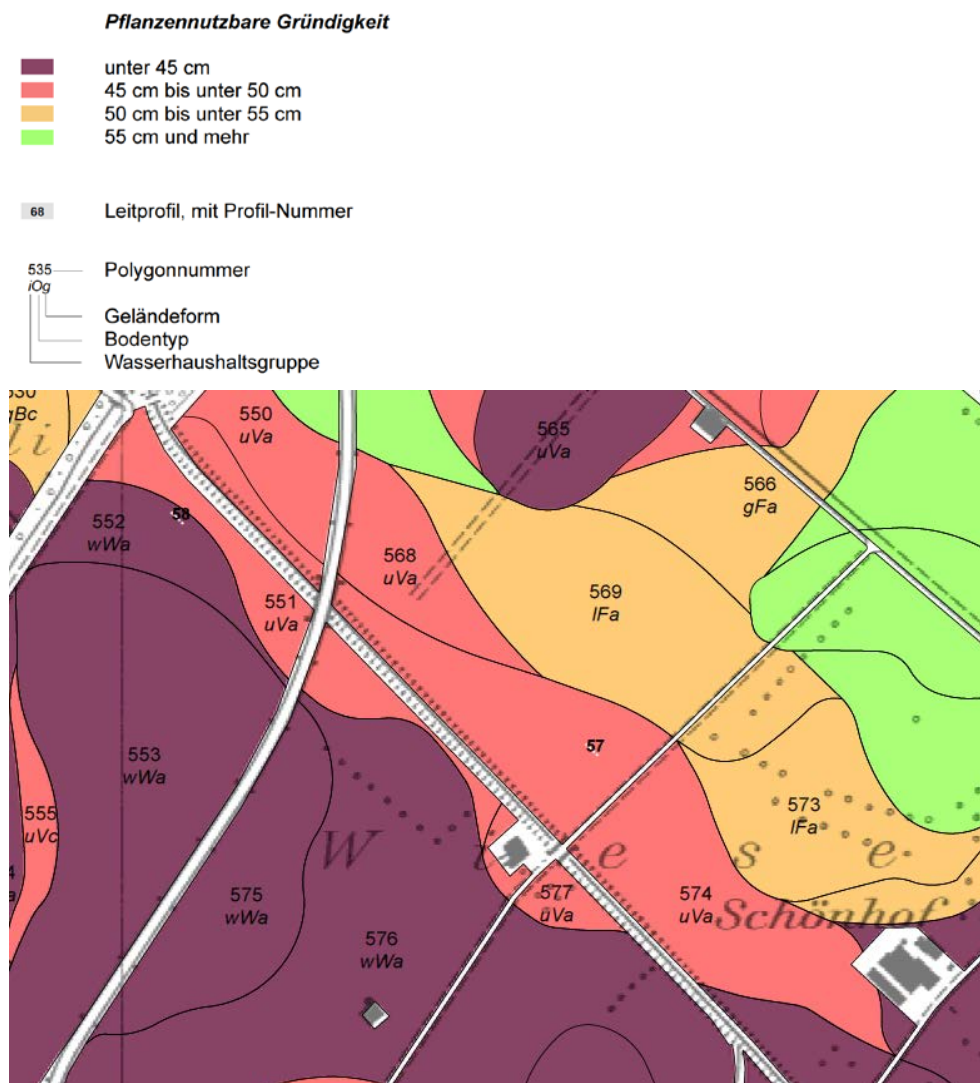 Pflanzennutzbare Gründigkeit
unter 45 cm
45 cm bis unter 50 cm
50 cm bis unter 55 cm
55 cm und mehr
68 Leitprofil, mit Profil-Nummer
535 Polygonnummer
iOg
Geländeform
Bodentyp
Wasserhaushaltsgruppe
550
uVa
565
uVa
566
gFa
552
wWa
58
568
uVa
569
lFa
551
uVa
57
553
wWa
573
lFa
555
uVc
W i e s e
575
wWa
577
uVa
574
uVa
Schönhof
576
wWa